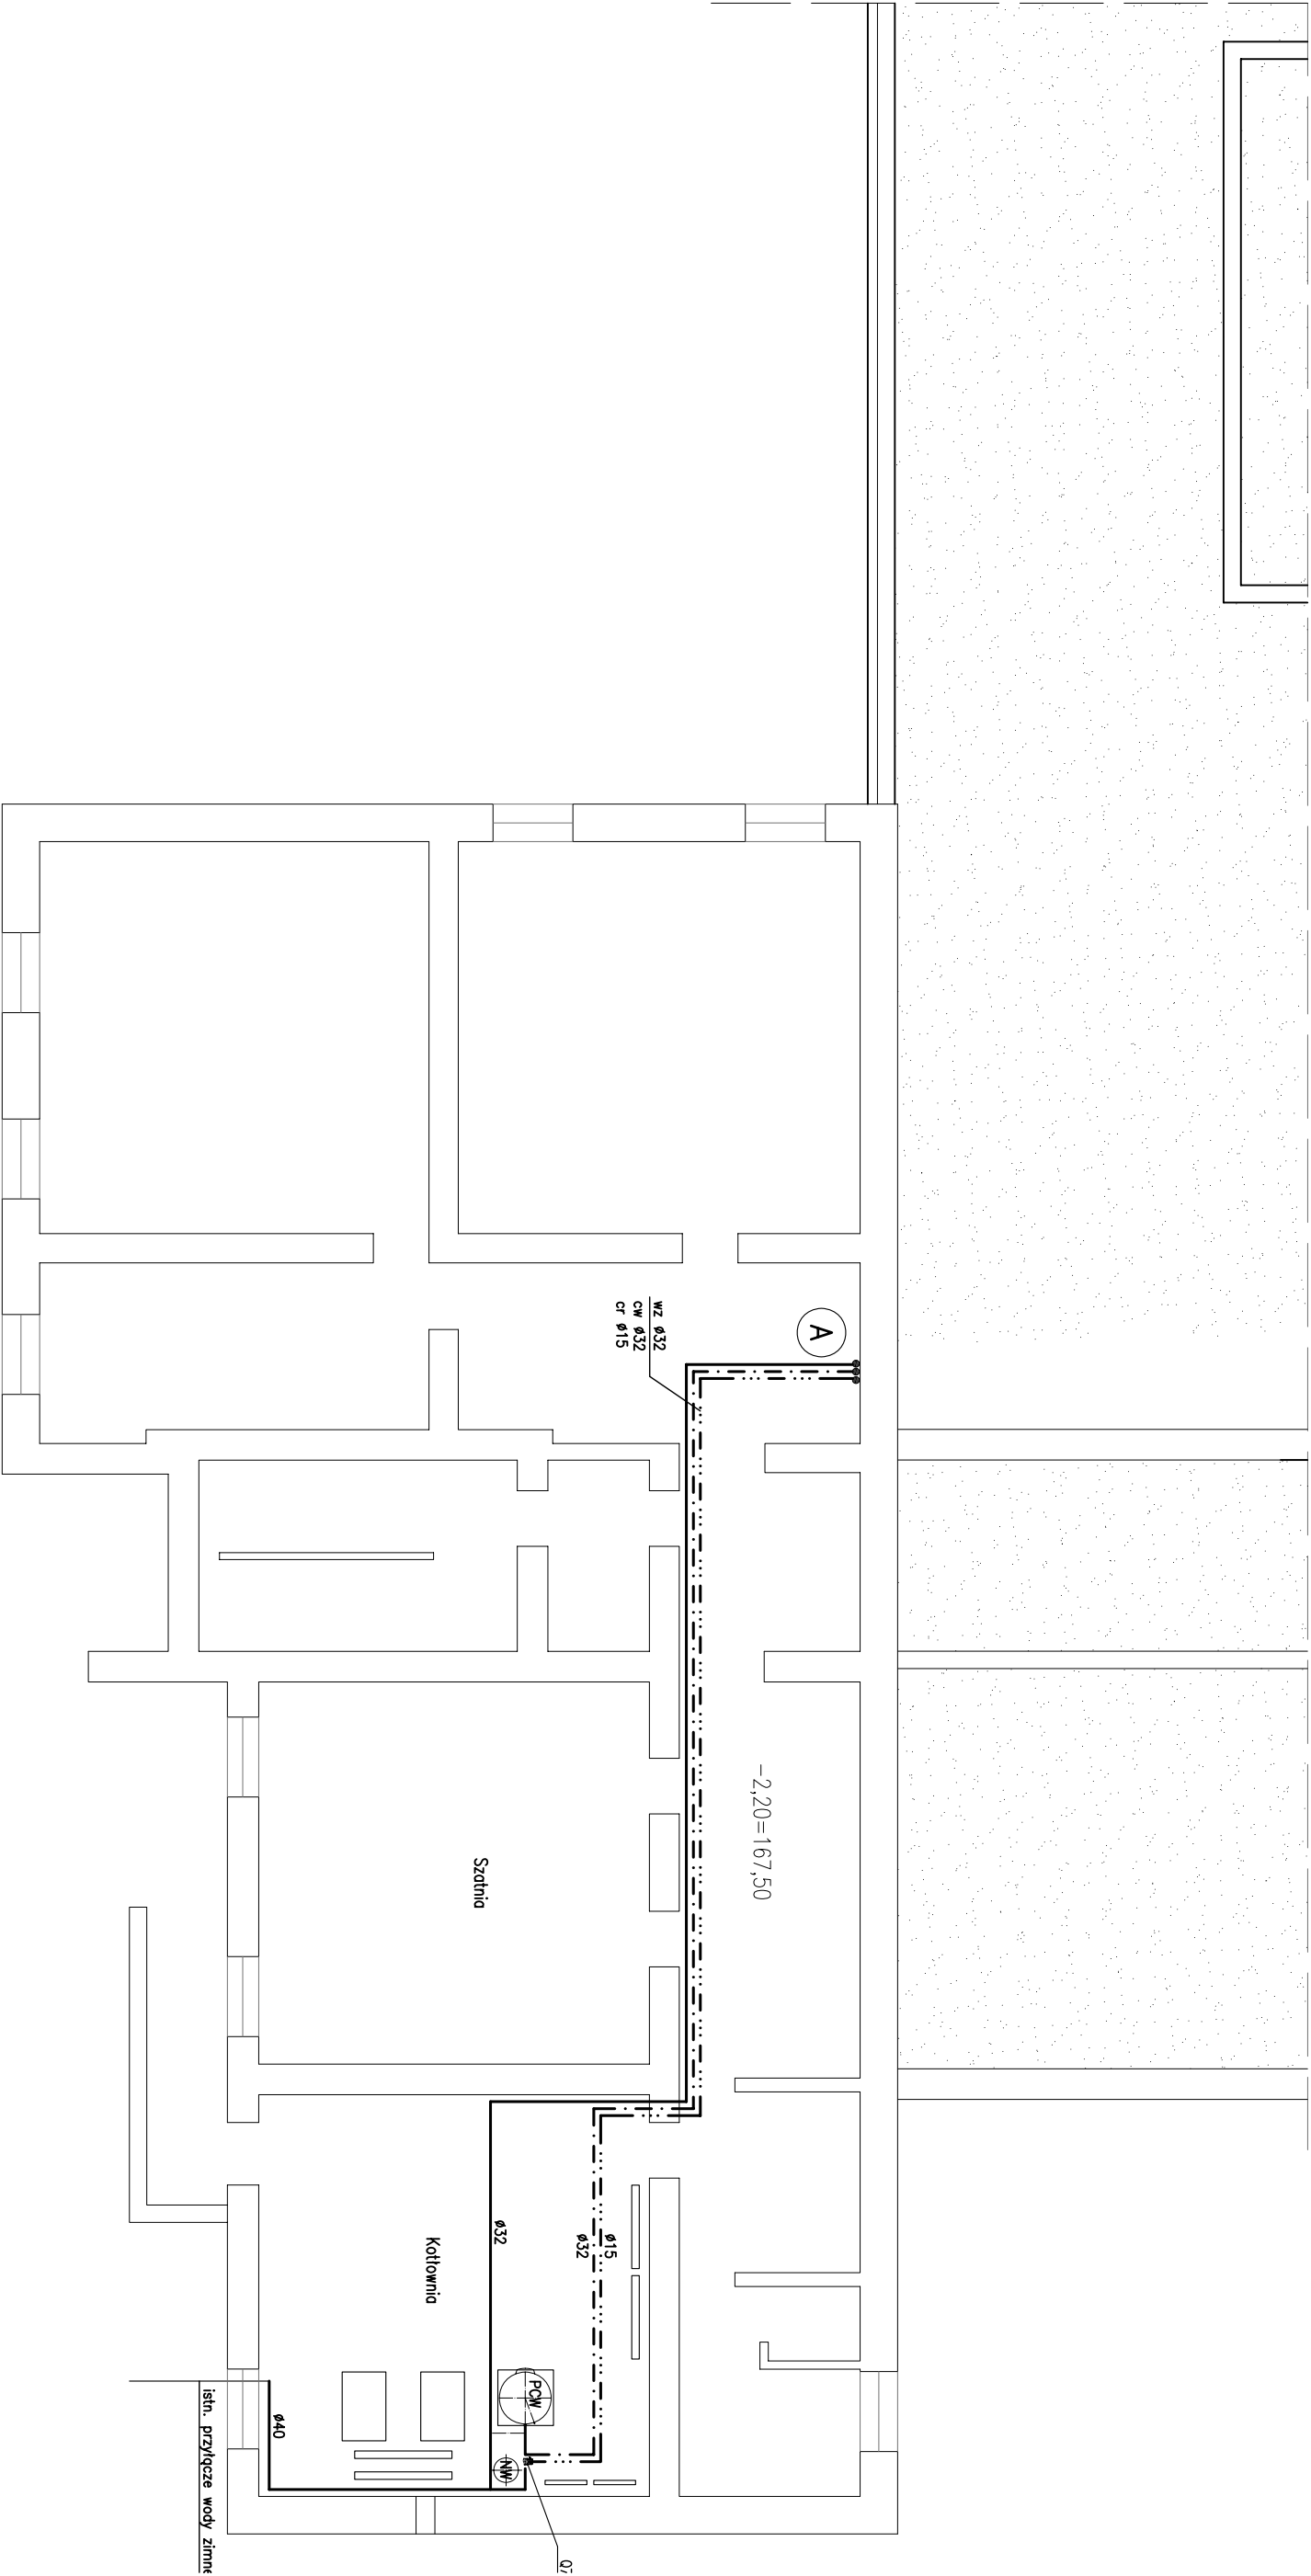 A
wz ø32
cw ø32
cr ø15
-2,20=167,50
Szatnia
ø15
ø32
ø32
Kotłownia
PCW
NW
ø40
istn. przyłącze wody